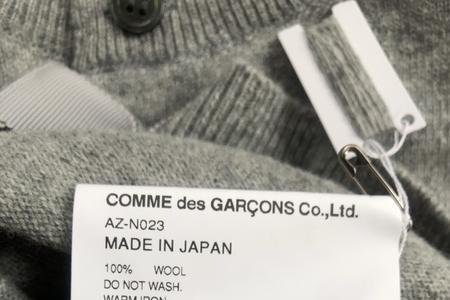 COMME des GARÇONS Co.,Ltd.
AZ-N023
MADE IN JAPAN
100% WOOL
DO NOT WASH.
WARM IRON